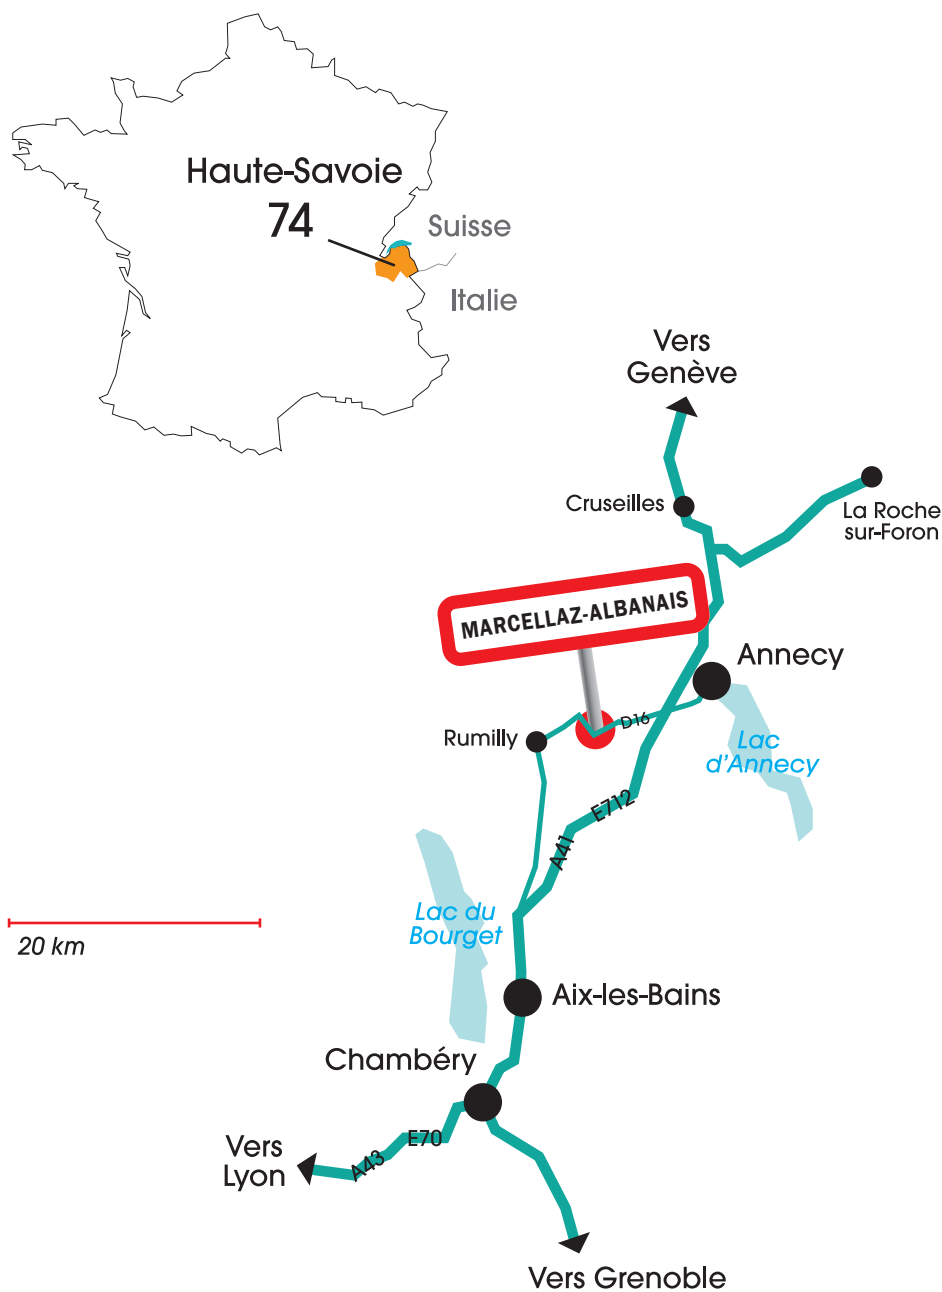 Haute-Savoie
74
Suisse
Italie
Vers
Genève
Cruseilles
La Roche
sur-Foron
MARCELLAZ-ALBANAIS
Annecy
D16
Rumilly
Lac
d'Annecy
E712
A41
Lac du
Bourget
20 km
Aix-les-Bains
Chambéry
E70
A43
Vers
Lyon
Vers Grenoble